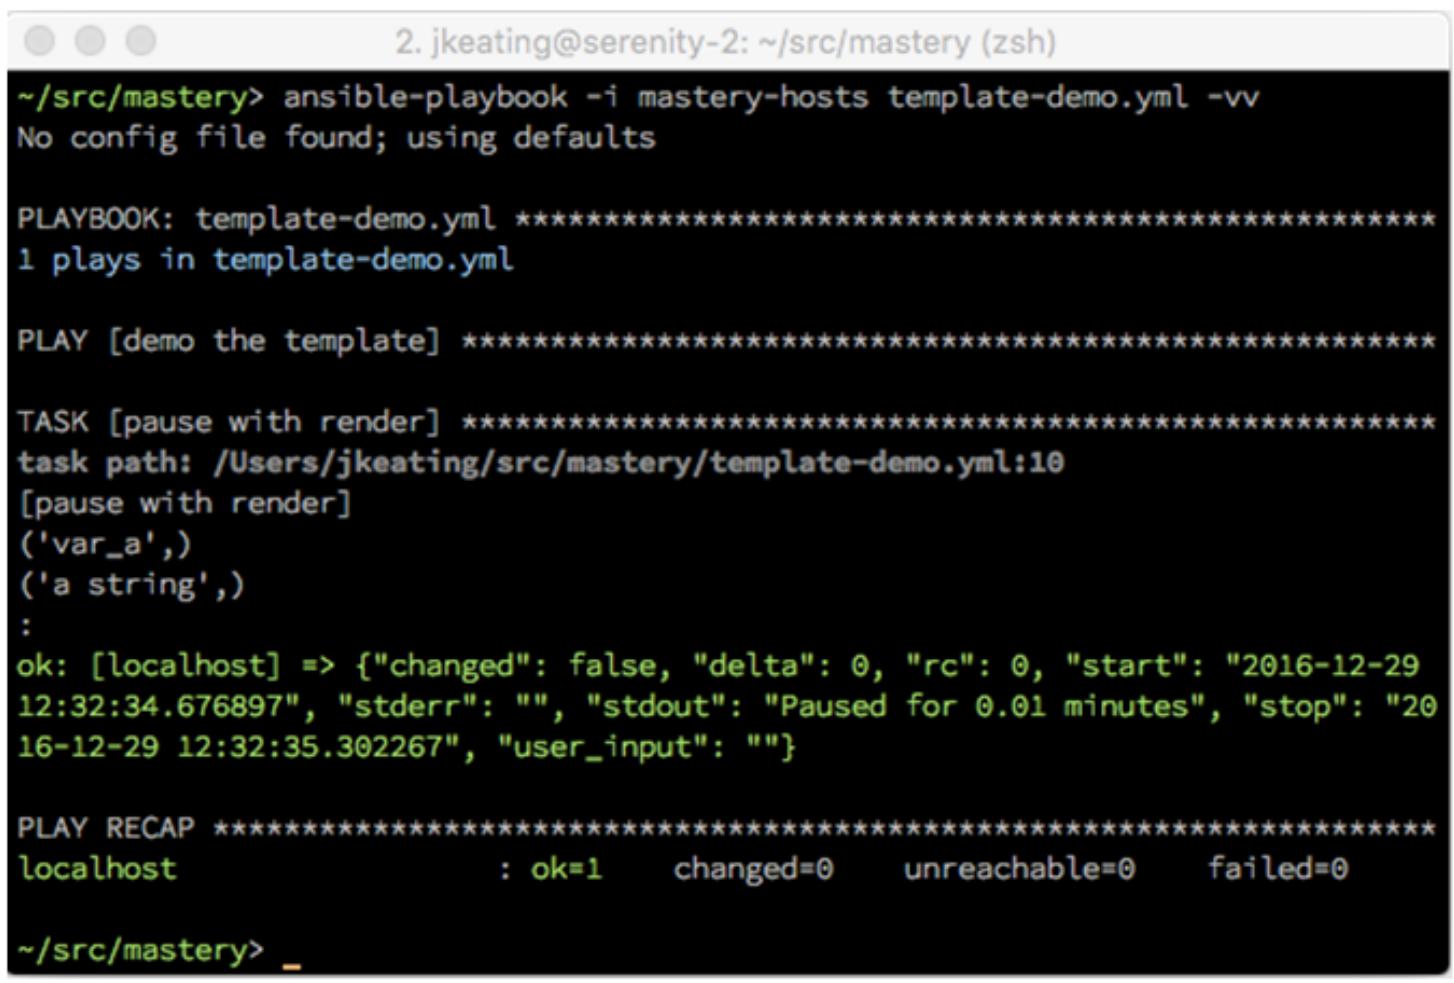 2. jkeating@serenity-2: ~/src/mastery (zsh)
~/src/mastery> ansible-playbook -i mastery-hosts template-demo.yml -vv
No config file found; using defaults
PLAYBOOK: template-demo.yml ****************************************************
1 plays in template-demo.yml
PLAY [demo the template] *******************************************************
TASK [pause with render] *******************************************************
task path: /Users/jkeating/src/mastery/template-demo.yml:10
[pause with render]
('var_a',)
('a string',)
:
ok: [localhost] => {"changed": false, "delta": 0, "rc": 0, "start": "2016-12-29
12:32:34.676897", "stderr": "", "stdout": "Paused for 0.01 minutes", "stop": "20
16-12-29 12:32:35.302267", "user_input": ""}
PLAY RECAP *********************************************************************
localhost                  : ok=1    changed=0    unreachable=0    failed=0
~/src/mastery> _